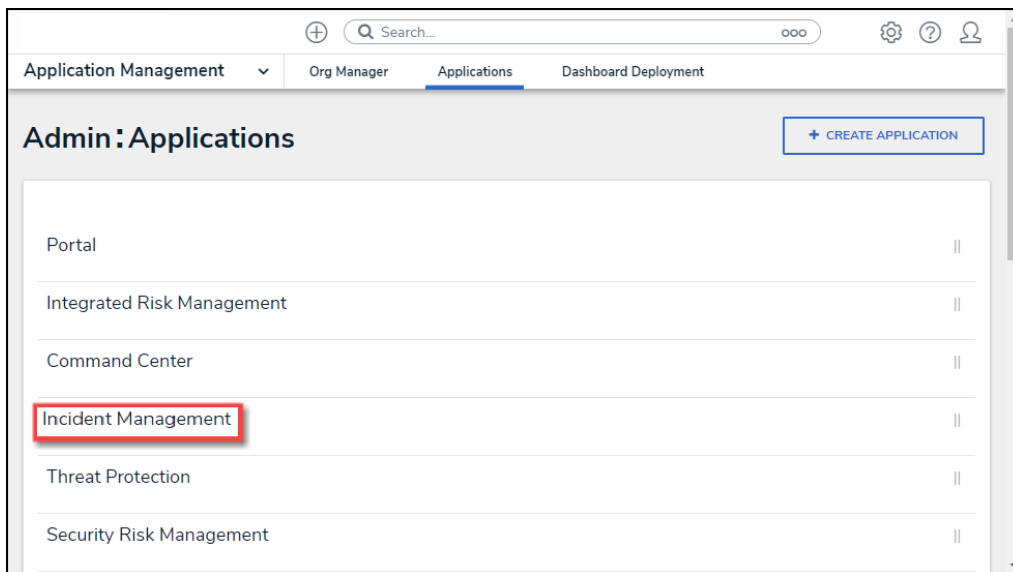 Search...
Application Management Org Manager Applications Dashboard Deployment
Admin:Applications
+ CREATE APPLICATION
Portal
Integrated Risk Management
Command Center
Incident Management
Threat Protection
Security Risk Management